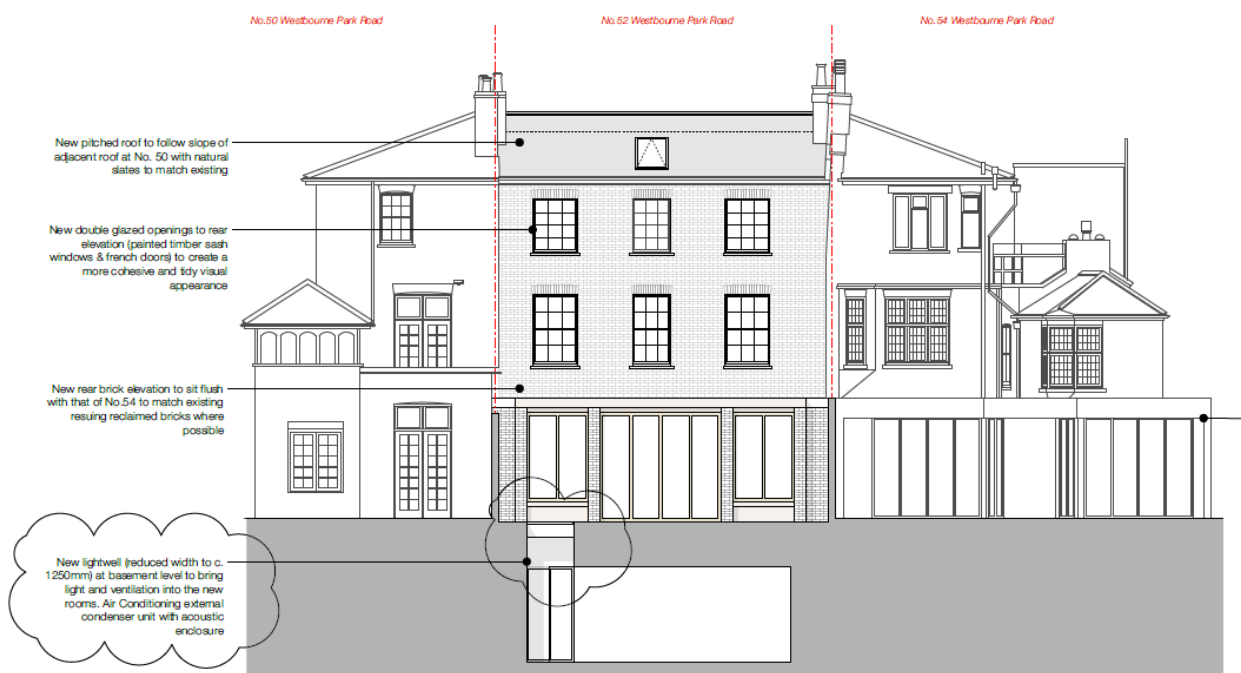 No.50 Westbourne Park Road
No.52 Westbourne Park Road
No.54 Westbourne Park Road
New pitched roof to follow slope of
adjacent roof at No. 50 with natural
slates to match existing
New double glazed openings to rear
elevation (painted timber sash
windows & french doors) to create a
more cohesive and tidy visual
appearance
New rear brick elevation to sit flush
with that of No.54 to match existing
resuing reclaimed bricks where
possible
New lightwell (reduced width to c.
1250mm) at basement level to bring
light and ventilation into the new
rooms. Air Conditioning external
condenser unit with acoustic
enclosure